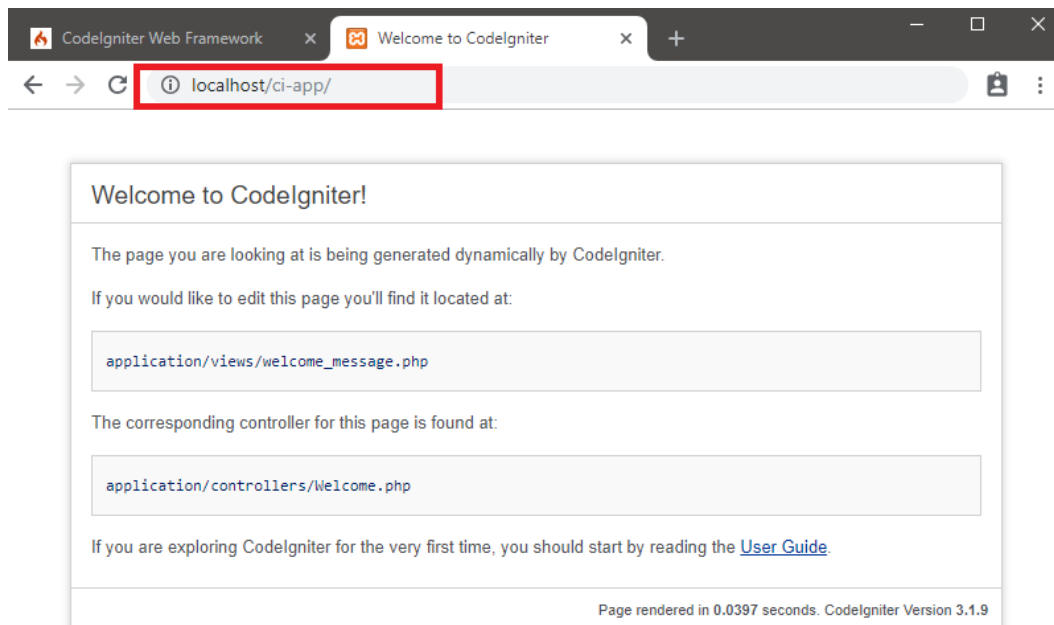 CodeIgniter Web Framework
Welcome to CodeIgniter
localhost/ci-app/
Welcome to CodeIgniter!
The page you are looking at is being generated dynamically by CodeIgniter.
If you would like to edit this page you'll find it located at:
application/views/welcome_message.php
The corresponding controller for this page is found at:
application/controllers/Welcome.php
If you are exploring CodeIgniter for the very first time, you should start by reading the User Guide.
Page rendered in 0.0397 seconds. CodeIgniter Version 3.1.9